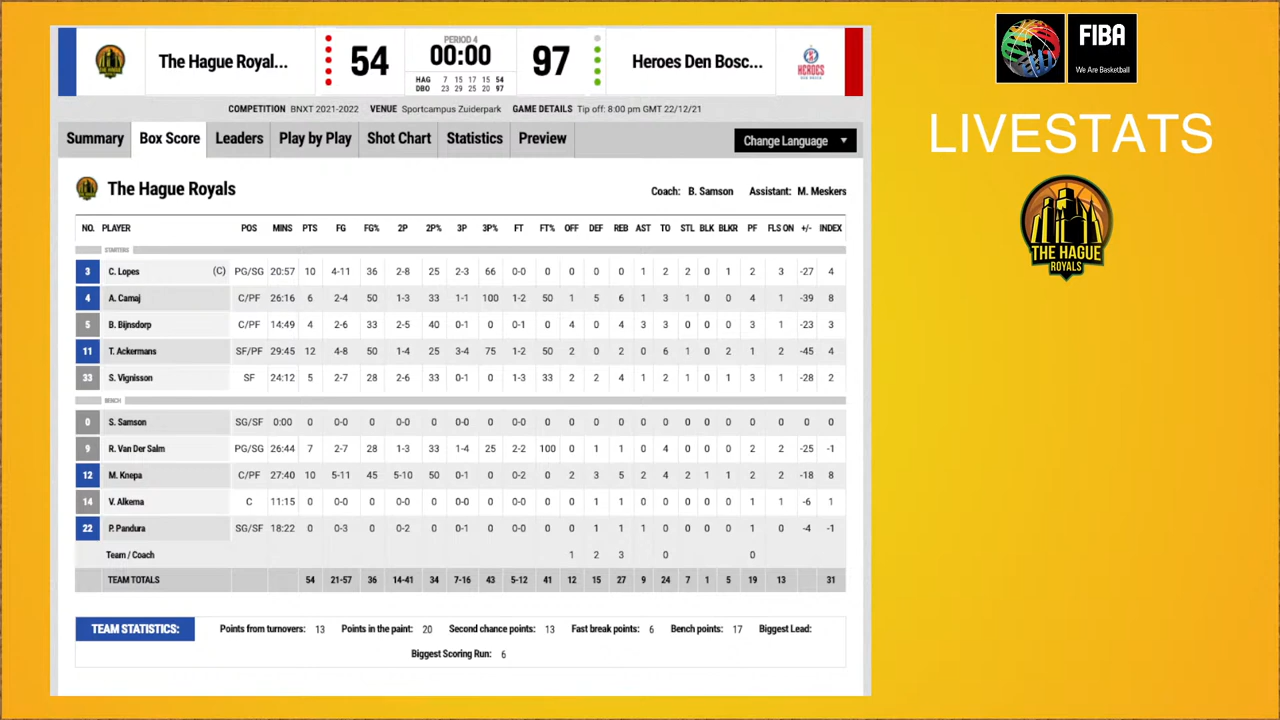 The Hague Royal...
54
PERIOD 4
00:00
HAG 7 15 17 15 54
DBO 23 29 25 20 97
97
Heroes Den Bosc...
HEROES
DEN BOSCH
FIBA
We Are Basketball
COMPETITION BNXT 2021-2022 VENUE Sportcampus Zuiderpark GAME DETAILS Tip off: 8:00 pm GMT 22/12/21
Summary Box Score Leaders Play by Play Shot Chart Statistics Preview Change Language
LIVESTATS
THE HAGUE
ROYALS
The Hague Royals Coach: B. Samson Assistant: M. Meskers
NO. PLAYER POS MINS PTS FG FG% 2P 2P% 3P 3P% FT FT% OFF DEF REB AST TO STL BLK BLKR PF FLS ON +/- INDEX
STARTERS
3 C. Lopes (C) PG/SG 20:57 10 4-11 36 2-8 25 2-3 66 0-0 0 0 0 0 1 2 2 0 1 2 3 -27 4
4 A. Camaj C/PF 26:16 6 2-4 50 1-3 33 1-1 100 1-2 50 1 5 6 1 3 1 0 0 4 1 -39 8
5 B. Bijnsdorp C/PF 14:49 4 2-6 33 2-5 40 0-1 0 0-1 0 4 0 4 3 3 0 0 0 3 1 -23 3
11 T. Ackermans SF/PF 29:45 12 4-8 50 1-4 25 3-4 75 1-2 50 2 0 2 0 6 1 0 2 1 2 -45 4
33 S. Vignisson SF 24:12 5 2-7 28 2-6 33 0-1 0 1-3 33 2 2 4 1 2 1 0 1 3 1 -28 2
BENCH
0 S. Samson SG/SF 0:00 0 0-0 0 0-0 0 0-0 0 0-0 0 0 0 0 0 0 0 0 0 0 0 0 0
9 R. Van Der Salm PG/SG 26:44 7 2-7 28 1-3 33 1-4 25 2-2 100 0 1 1 0 4 0 0 0 2 2 -25 -1
12 M. Knepa C/PF 27:40 10 5-11 45 5-10 50 0-1 0 0-2 0 2 3 5 2 4 2 1 1 2 2 -18 8
14 V. Alkema C 11:15 0 0-0 0 0-0 0 0-0 0 0-0 0 0 1 1 0 0 0 0 0 1 1 -6 1
22 P. Pandura SG/SF 18:22 0 0-3 0 0-2 0 0-1 0 0-0 0 0 1 1 1 0 0 0 0 1 0 -4 -1
Team / Coach 1 2 3 0 0
TEAM TOTALS 54 21-57 36 14-41 34 7-16 43 5-12 41 12 15 27 9 24 7 1 5 19 13 31
TEAM STATISTICS: Points from turnovers: 13 Points in the paint: 20 Second chance points: 13 Fast break points: 6 Bench points: 17 Biggest Lead:
Biggest Scoring Run: 6